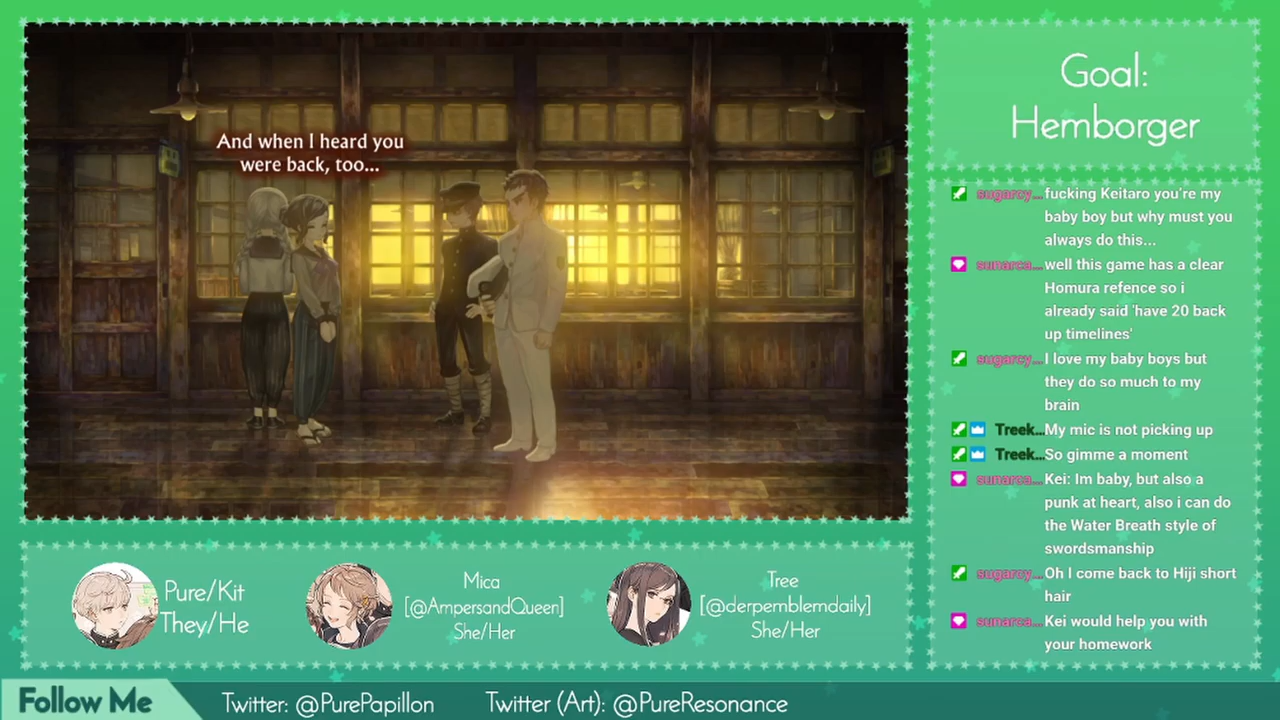 And when I heard you
were back, too...
Goal:
Hemborger
sugarcy... fucking Keitaro you're my
baby boy but why must you
always do this...
sunarca... well this game has a clear
Homura refence so i
already said 'have 20 back
up timelines'
sugarcy... I love my baby boys but
they do so much to my
brain
Treek... My mic is not picking up
Treek... So gimme a moment
sunarca... Kei: Im baby, but also a
punk at heart, also i can do
the Water Breath style of
swordsmanship
sugarcy... Oh I come back to Hiji short
hair
sunarca... Kei would help you with
your homework
Pure/Kit
They/He
Mica
[@AmpersandQueen]
She/Her
Tree
[@derpemblemdaily]
She/Her
Follow Me
Twitter: @PurePapillon
Twitter (Art): @PureResonance